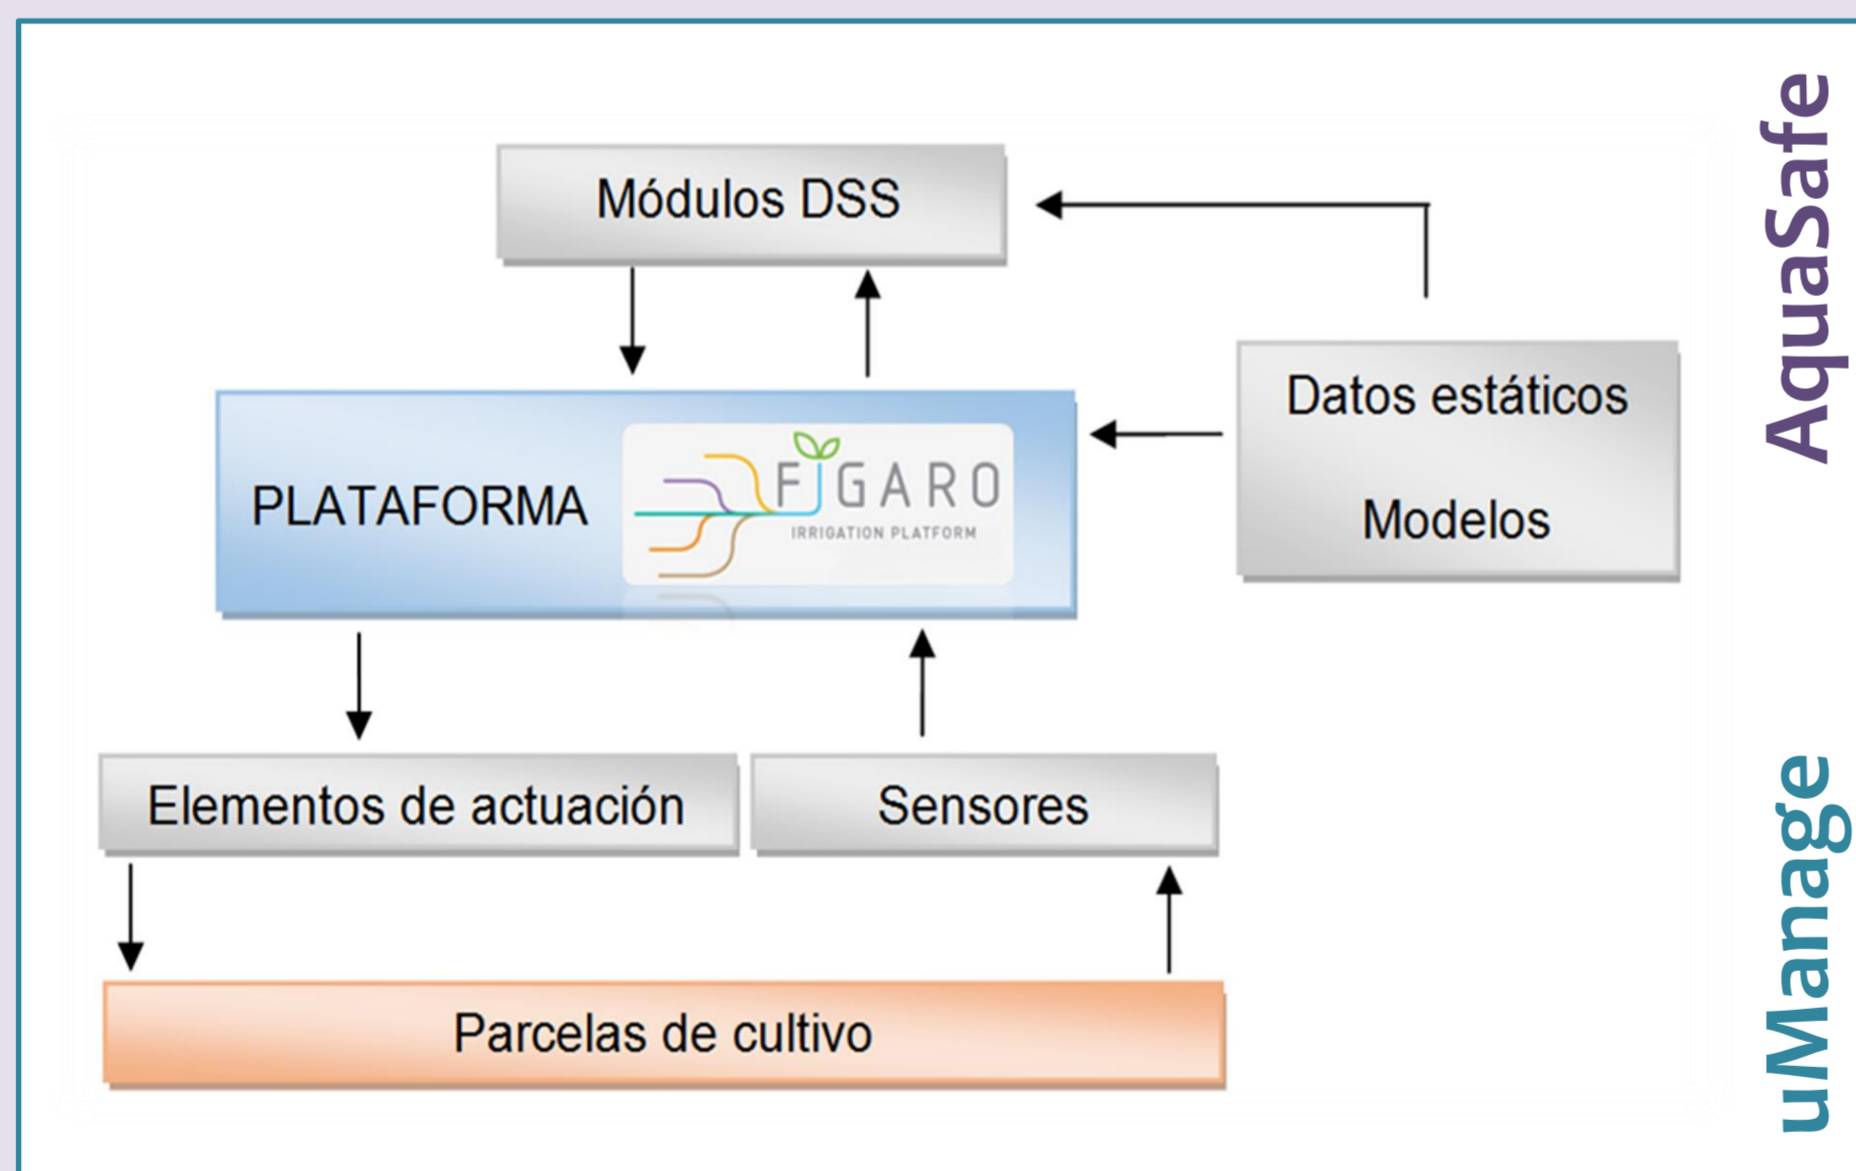 Módulos DSS
Datos estáticos
Modelos
PLATAFORMA
FIGARO
IRRIGATION PLATFORM
Elementos de actuación
Sensores
Parcelas de cultivo
AquaSafe
uManage